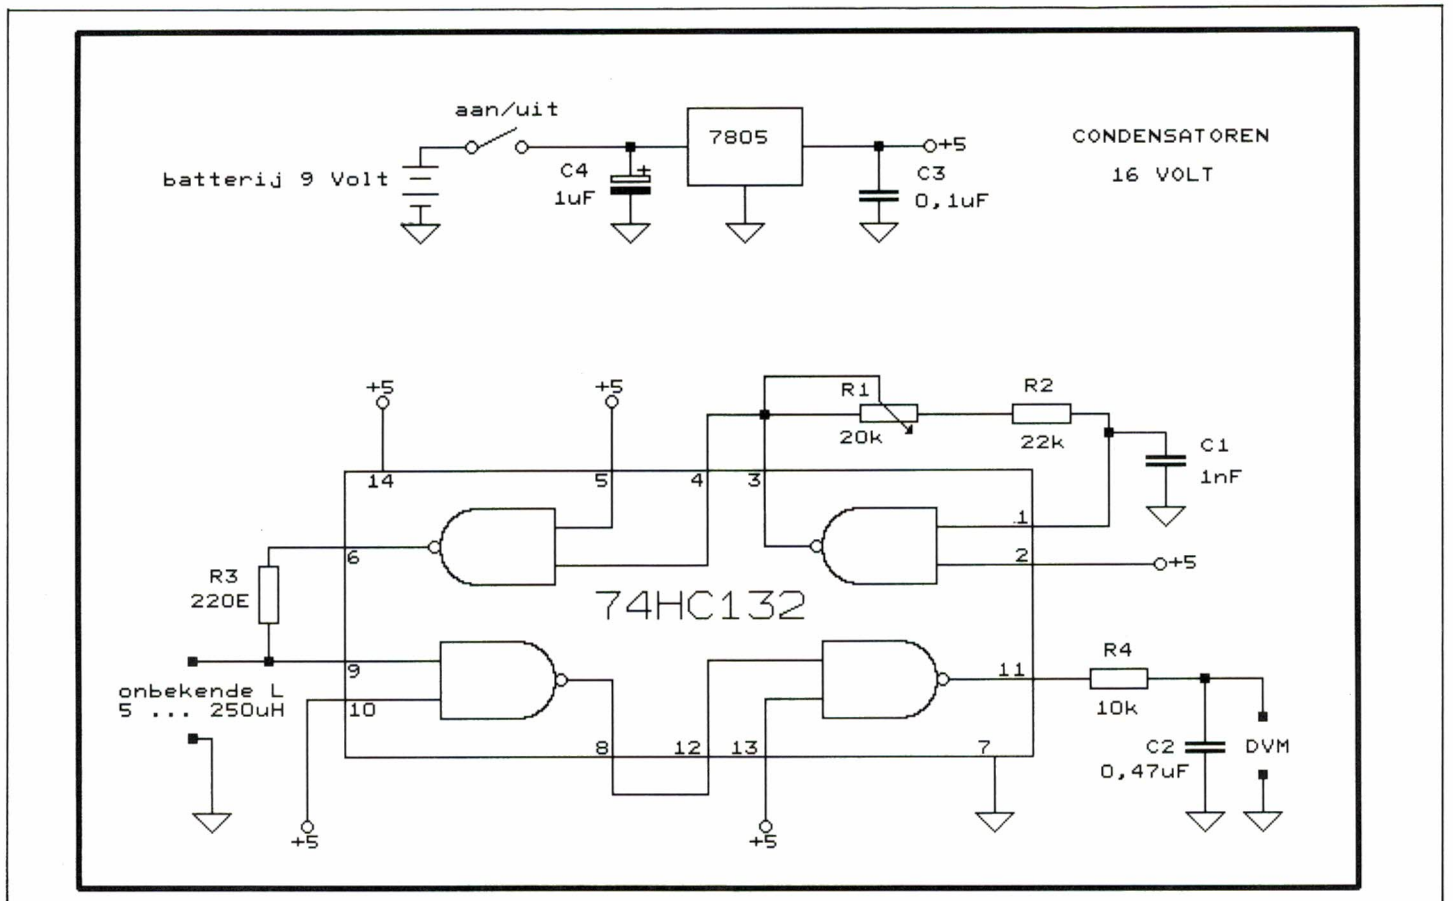 aan/uit
batterij 9 Volt
C4
+
1uF
7805
+5
C3
0,1uF
CONDENSATOREN
16 VOLT
+5
+5
R1
20k
R2
22k
C1
1nF
14
5
4
3
1
2
+5
6
R3
220E
74HC132
9
10
onbekende L
5 ... 250uH
8
12
13
7
11
R4
10k
C2
0,47uF
DVM
+5
+5